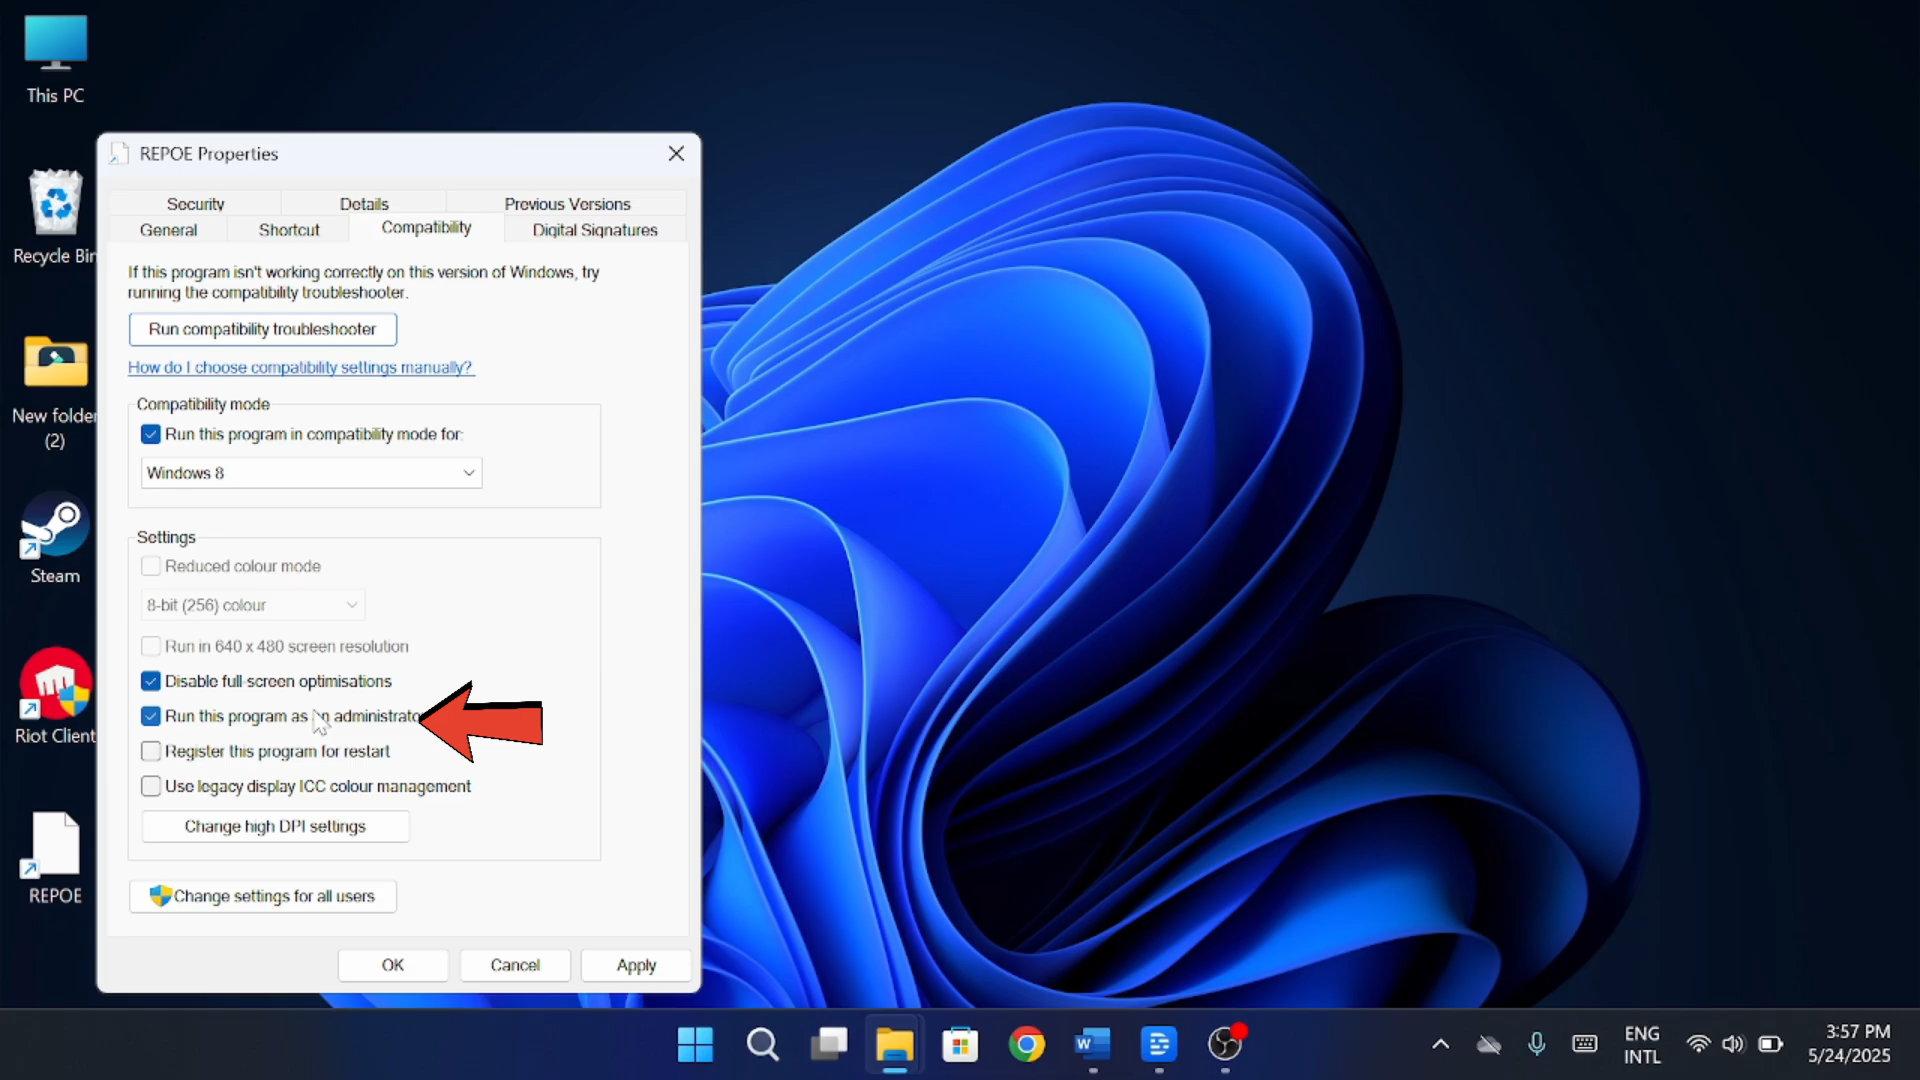 This PC
Recycle Bin
New folder
(2)
Steam
Riot Client
REPOE
REPOE Properties
Security
Details
Previous Versions
General
Shortcut
Compatibility
Digital Signatures
If this program isn't working correctly on this version of Windows, try
running the compatibility troubleshooter.
Run compatibility troubleshooter
How do I choose compatibility settings manually?
Compatibility mode
Run this program in compatibility mode for:
Windows 8
Settings
Reduced colour mode
8-bit (256) colour
Run in 640 x 480 screen resolution
Disable full-screen optimisations
Run this program as an administrato
Register this program for restart
Use legacy display ICC colour management
Change high DPI settings
Change settings for all users
OK
Cancel
Apply
W
ENG
INTL
3:57 PM
5/24/2025